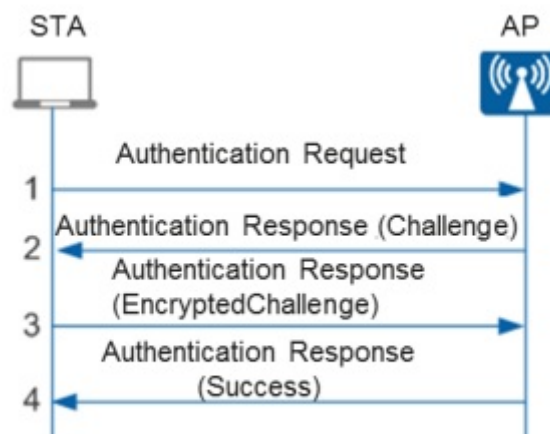 STA AP
Authentication Request
1
Authentication Response (Challenge)
2
Authentication Response
(EncryptedChallenge)
3
Authentication Response
(Success)
4